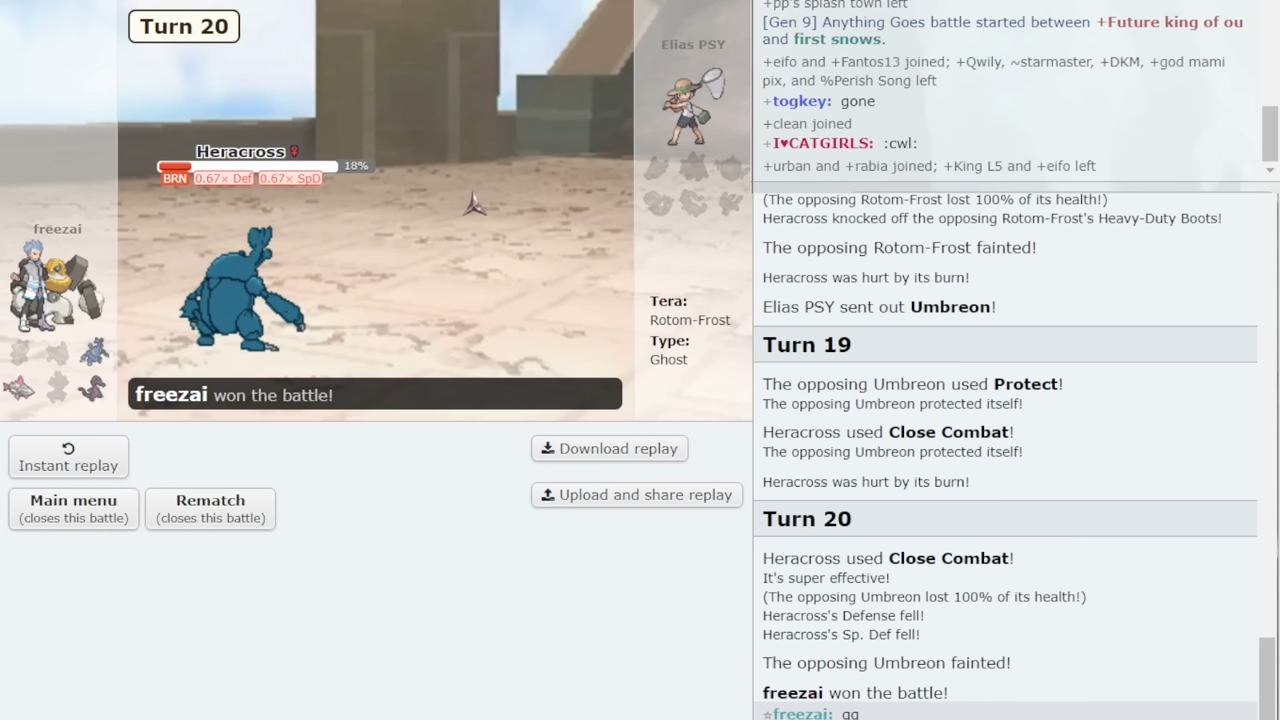 Turn 20
Elias PSY
Heracross ♀
18%
BRN 0.67× Def 0.67× SpD
freezai
Tera:
Rotom-Frost
Type:
Ghost
freezai won the battle!
Instant replay
Download replay
Main menu
(closes this battle)
Rematch
(closes this battle)
Upload and share replay
+pp's splash town left
[Gen 9] Anything Goes battle started between +Future king of ou
and first snows.
+eifo and +Fantos13 joined; +Qwily, ~starmaster, +DKM, +god mami
pix, and %Perish Song left
+togkey: gone
+clean joined
+I♥CATGIRLS: :cwl:
+urban and +rabia joined; +King L5 and +eifo left
(The opposing Rotom-Frost lost 100% of its health!)
Heracross knocked off the opposing Rotom-Frost's Heavy-Duty Boots!
The opposing Rotom-Frost fainted!
Heracross was hurt by its burn!
Elias PSY sent out Umbreon!
Turn 19
The opposing Umbreon used Protect!
The opposing Umbreon protected itself!
Heracross used Close Combat!
The opposing Umbreon protected itself!
Heracross was hurt by its burn!
Turn 20
Heracross used Close Combat!
It's super effective!
(The opposing Umbreon lost 100% of its health!)
Heracross's Defense fell!
Heracross's Sp. Def fell!
The opposing Umbreon fainted!
freezai won the battle!
☆freezai: gg